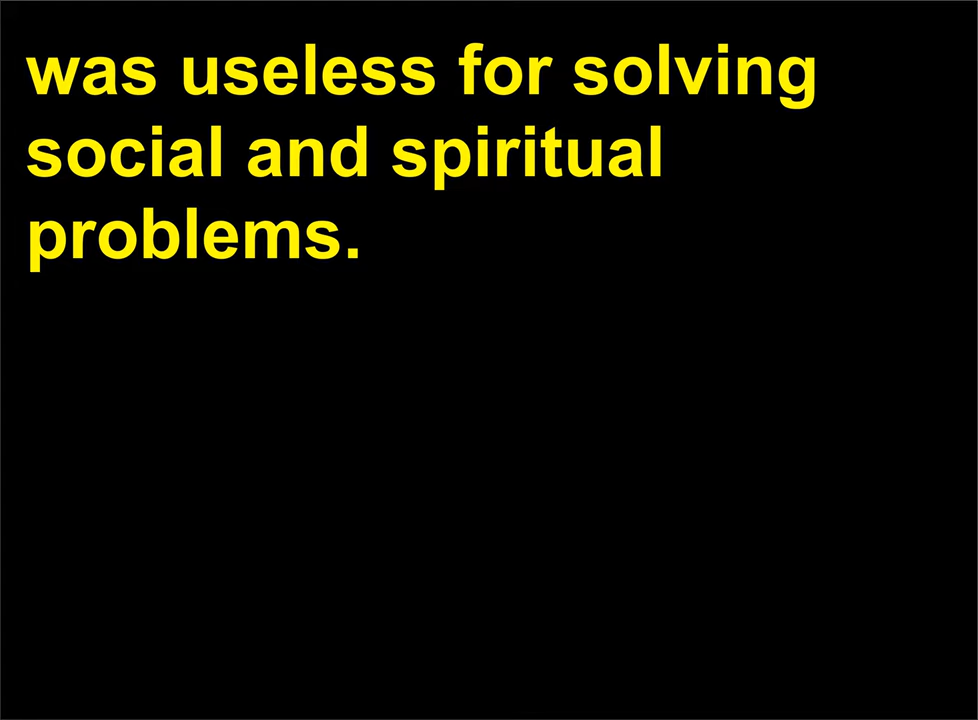 was useless for solving
social and spiritual
problems.